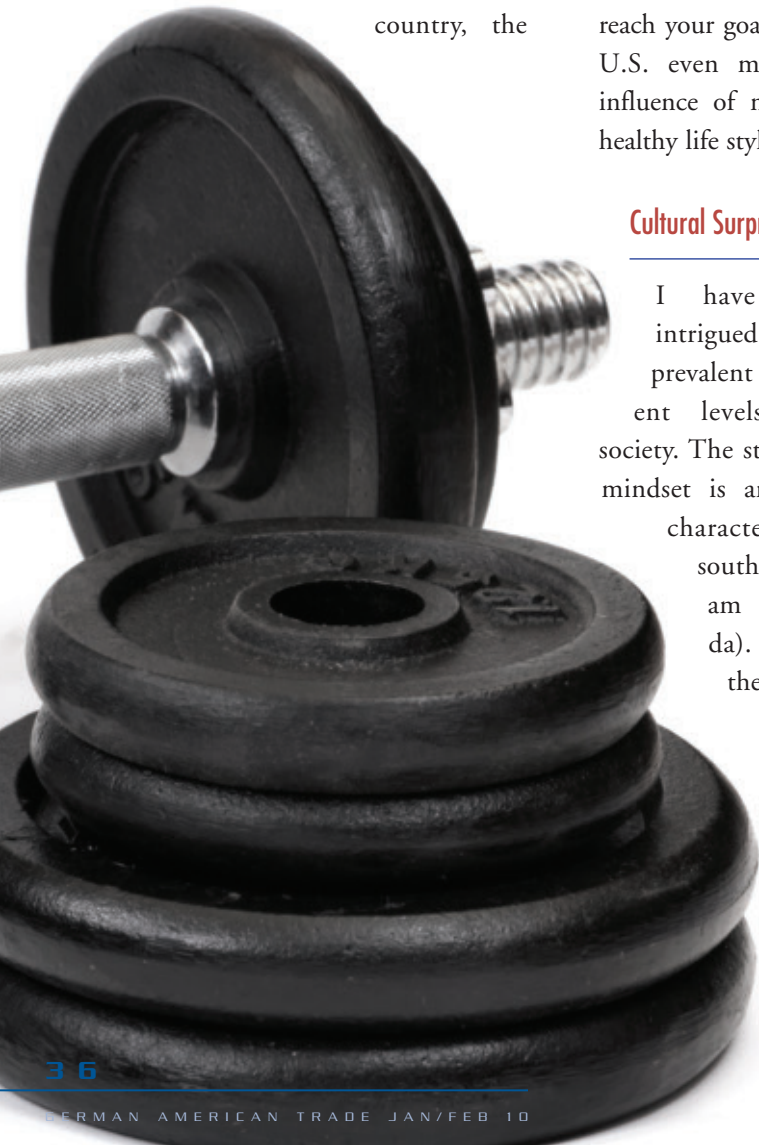 country, the
reach your goa
U.S. even m
influence of
healthy life styl
Cultural Surpr
I have
intrigued
prevalent
ent levels
society. The st
mindset is ar
characte
south
am
da).
the
36
GERMAN AMERICAN TRADE JAN/FEB 10